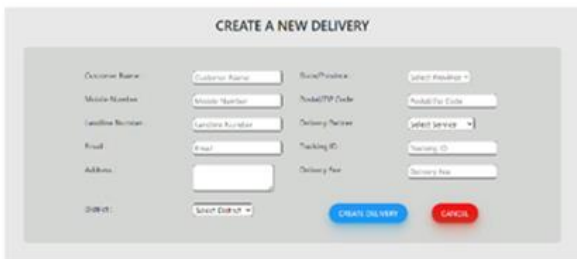 CREATE A NEW DELIVERY
Customer Name:
Customer Name
State/Province :
Select Province
Mobile Number
Mobile Number
Postal/ZIP Code
Postal/Zip Code
Landline Number:
Landline Number
Delivery Partner
Select Service
Email
Email
Tracking ID:
Tracking ID
Address :
Delivery Fee
Delivery Fee
District :
Select District
CREATE DELIVERY
CANCEL